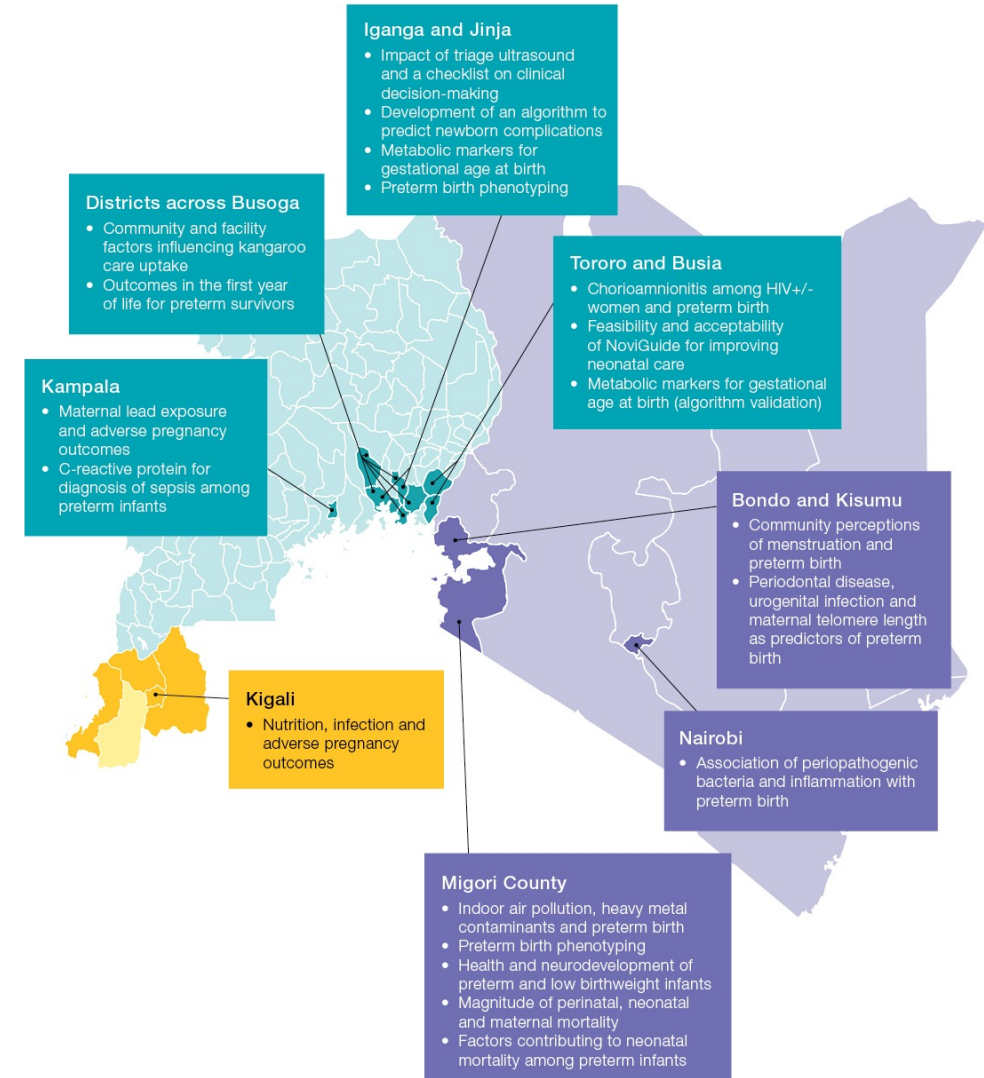 Iganga and Jinja
• Impact of triage ultrasound
and a checklist on clinical
decision-making
• Development of an algorithm to
predict newborn complications
• Metabolic markers for
gestational age at birth
• Preterm birth phenotyping
Districts across Busoga
• Community and facility
factors influencing kangaroo
care uptake
• Outcomes in the first year
of life for preterm survivors
Tororo and Busia
• Chorioamnionitis among HIV+/-
women and preterm birth
• Feasibility and acceptability
of NoviGuide for improving
neonatal care
• Metabolic markers for gestational
age at birth (algorithm validation)
Kampala
• Maternal lead exposure
and adverse pregnancy
outcomes
• C-reactive protein for
diagnosis of sepsis among
preterm infants
Bondo and Kisumu
• Community perceptions
of menstruation and
preterm birth
• Periodontal disease,
urogenital infection and
maternal telomere length
as predictors of preterm
birth
Kigali
• Nutrition, infection and
adverse pregnancy
outcomes
Nairobi
• Association of periopathogenic
bacteria and inflammation with
preterm birth
Migori County
• Indoor air pollution, heavy metal
contaminants and preterm birth
• Preterm birth phenotyping
• Health and neurodevelopment of
preterm and low birthweight infants
• Magnitude of perinatal, neonatal
and maternal mortality
• Factors contributing to neonatal
mortality among preterm infants